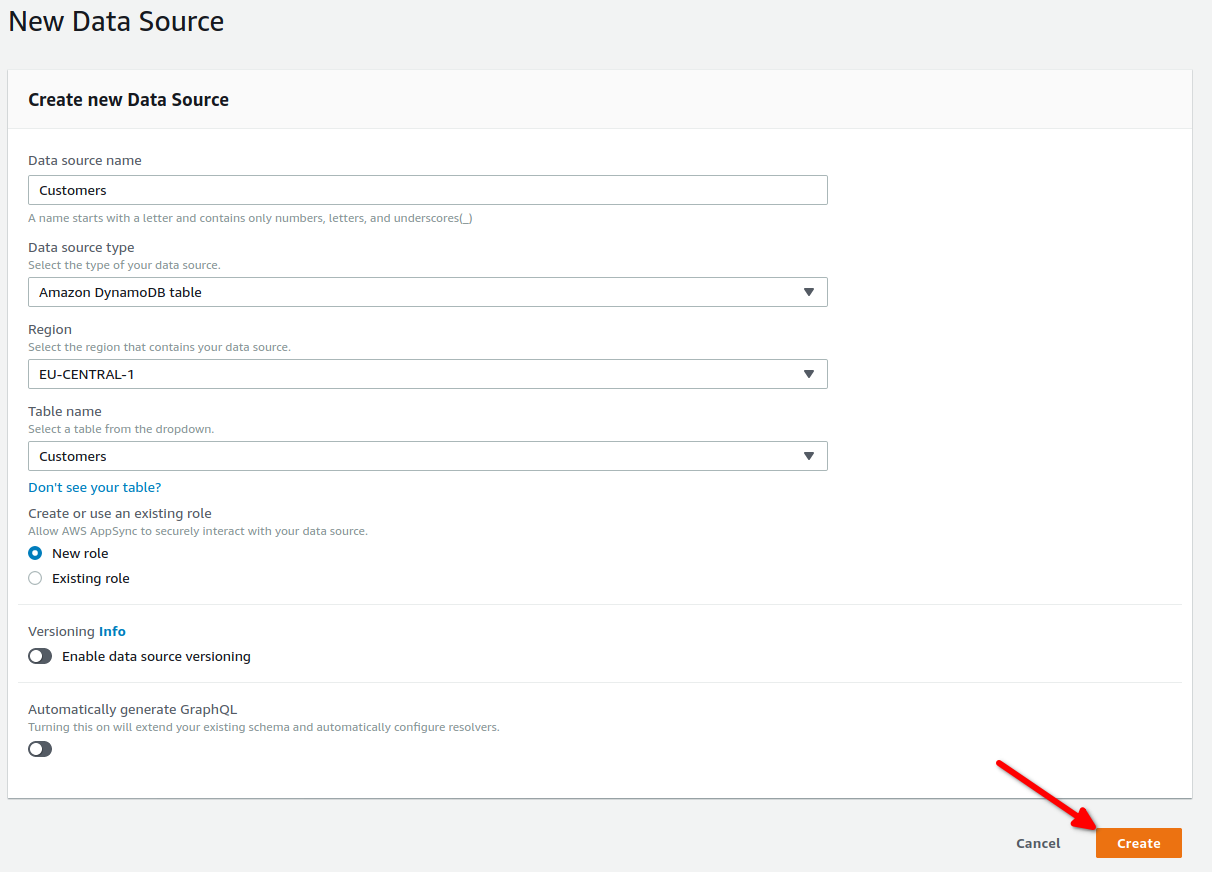 New Data Source
Create new Data Source
Data source name
Customers
A name starts with a letter and contains only numbers, letters, and underscores(_)
Data source type
Select the type of your data source.
Amazon DynamoDB table
Region
Select the region that contains your data source.
EU-CENTRAL-1
Table name
Select a table from the dropdown.
Customers
Don't see your table?
Create or use an existing role
Allow AWS AppSync to securely interact with your data source.
New role
Existing role
Versioning Info
Enable data source versioning
Automatically generate GraphQL
Turning this on will extend your existing schema and automatically configure resolvers.
Cancel Create